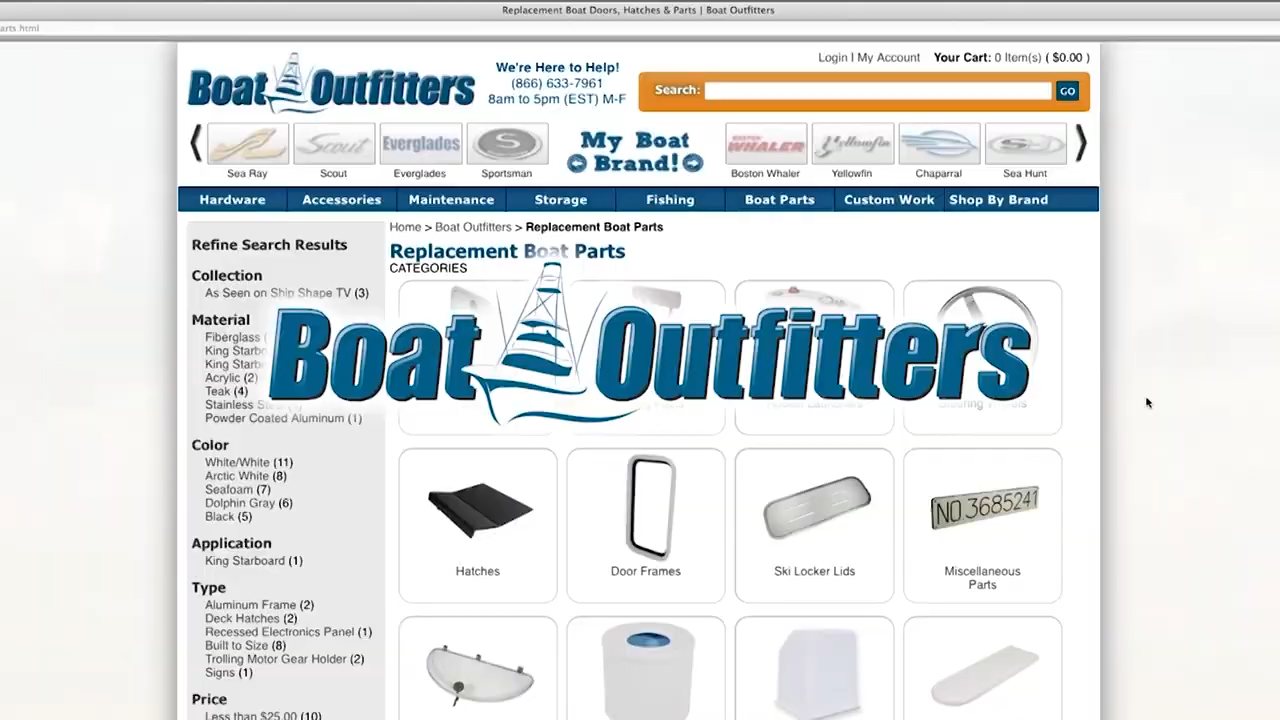 Replacement Boat Doors, Hatches & Parts | Boat Outfitters
arts.html
Login | My Account Your Cart: 0 Item(s) ( $0.00 )
Boat Outfitters
We're Here to Help!
(866) 633-7961
8am to 5pm (EST) M-F
Search:
GO
Scout
Everglades
S
My Boat
Brand!
BOSTON
WHALER
Yellowfin
Sea Ray
Scout
Everglades
Sportsman
Boston Whaler
Yellowfin
Chaparral
Sea Hunt
Hardware
Accessories
Maintenance
Storage
Fishing
Boat Parts
Custom Work
Shop By Brand
Refine Search Results
Collection
As Seen on Ship Shape TV (3)
Material
Fiberglass
King
King
Acrylic (2)
Teak (4)
Stainless
Powder Coated Aluminum (1)
Color
White/White (11)
Arctic White (8)
Seafoam (7)
Dolphin Gray (6)
Black (5)
Application
King Starboard (1)
Type
Aluminum Frame (2)
Deck Hatches (2)
Recessed Electronics Panel (1)
Built to Size (8)
Trolling Motor Gear Holder (2)
Signs (1)
Price
Less than $25.00 (10)
Home > Boat Outfitters > Replacement Boat Parts
Replacement Boat Parts
CATEGORIES
Boat Outfitters
Hatches
Door Frames
Ski Locker Lids
NO 3685241
Miscellaneous
Parts